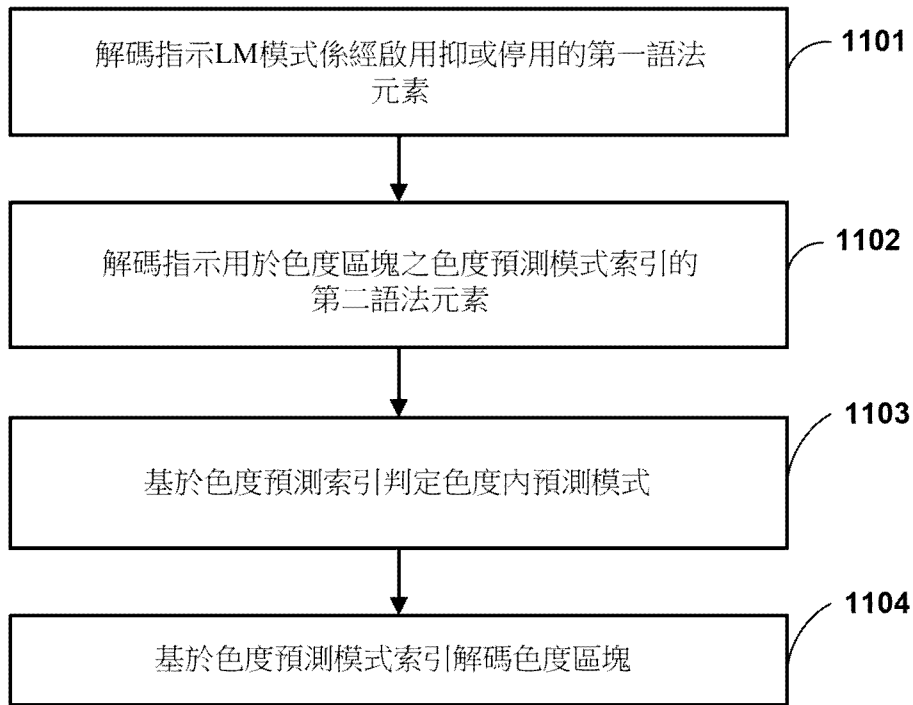 解碼指示LM模式係經啟用抑或停用的第一語法
元素
1101
解碼指示用於色度區塊之色度預測模式索引的
第二語法元素
1102
基於色度預測索引判定色度內預測模式
1103
基於色度預測模式索引解碼色度區塊
1104